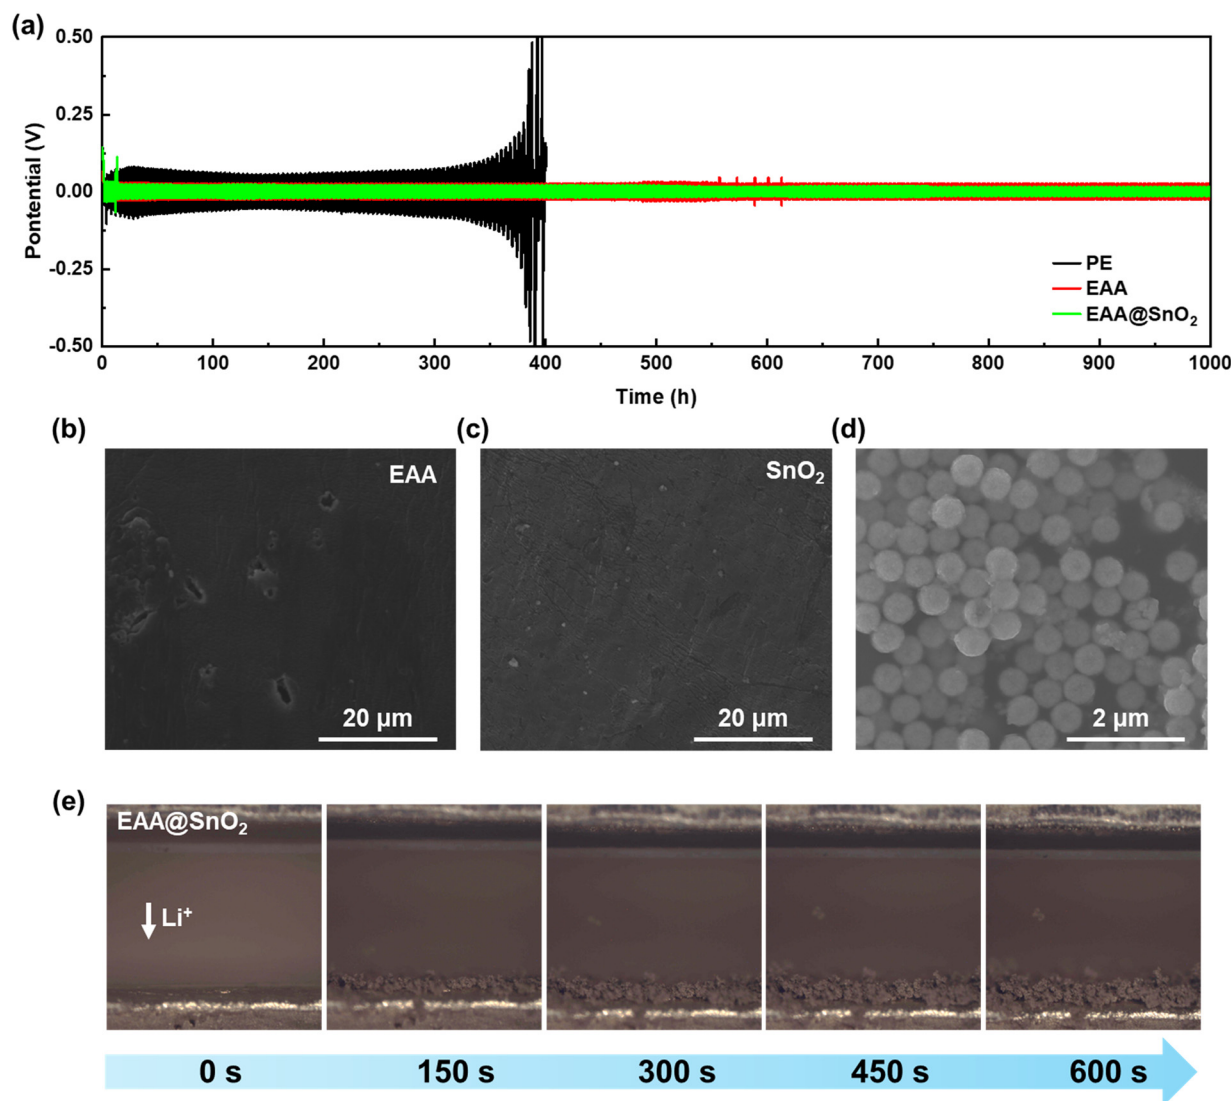 (a)
0.50
0.25
0.00
-0.25
-0.50
Pontential (V)
0 100 200 300 400 500 600 700 800 900 1000
Time (h)
PE
EAA
EAA@SnO₂
(b) (c) (d)
EAA
20 μm
SnO₂
20 μm
2 μm
(e)
EAA@SnO₂
Li⁺
0 s 150 s 300 s 450 s 600 s